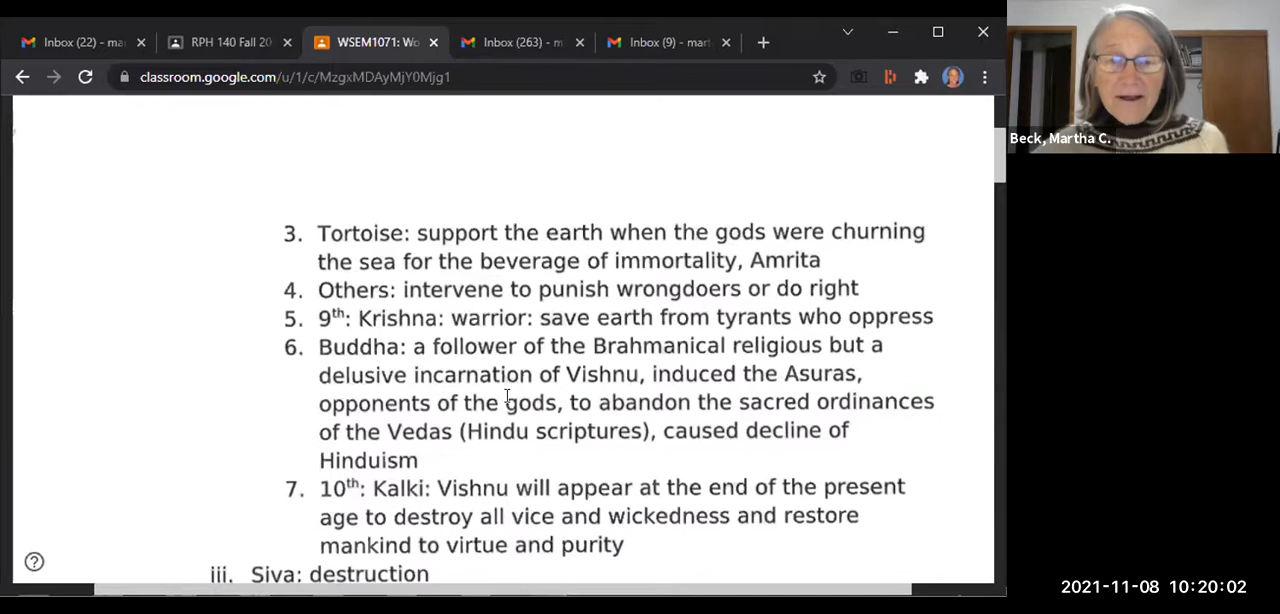 Inbox (22) - ma
RPH 140 Fall 20
WSEM1071: Wo
Inbox (263) - m
Inbox (9) - mar
classroom.google.com/u/1/c/MzgxMDAyMjY0Mjg1
Beck, Martha C.
3. Tortoise: support the earth when the gods were churning
the sea for the beverage of immortality, Amrita
4. Others: intervene to punish wrongdoers or do right
5. 9th: Krishna: warrior: save earth from tyrants who oppress
6. Buddha: a follower of the Brahmanical religious but a
delusive incarnation of Vishnu, induced the Asuras,
opponents of the gods, to abandon the sacred ordinances
of the Vedas (Hindu scriptures), caused decline of
Hinduism
7. 10th: Kalki: Vishnu will appear at the end of the present
age to destroy all vice and wickedness and restore
mankind to virtue and purity
iii. Siva: destruction
2021-11-08 10:20:02